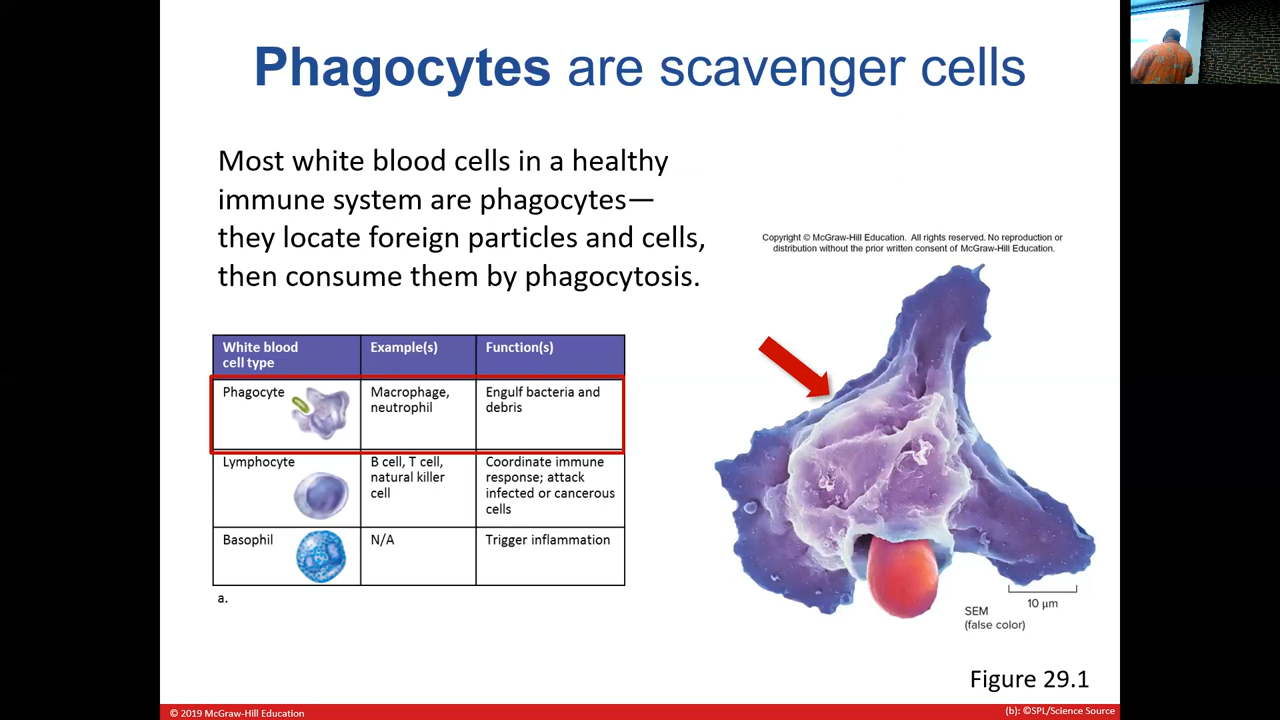 Phagocytes are scavenger cells
Most white blood cells in a healthy
immune system are phagocytes—
they locate foreign particles and cells,
then consume them by phagocytosis.
Copyright © McGraw-Hill Education. All rights reserved. No reproduction or
distribution without the prior written consent of McGraw-Hill Education.
White blood
cell type
Example(s)
Function(s)
Phagocyte
Macrophage,
neutrophil
Engulf bacteria and
debris
Lymphocyte
B cell, T cell,
natural killer
cell
Coordinate immune
response; attack
infected or cancerous
cells
Basophil
N/A
Trigger inflammation
a.
10 µm
SEM
(false color)
Figure 29.1
© 2019 McGraw-Hill Education
(b): ©SPL/Science Source